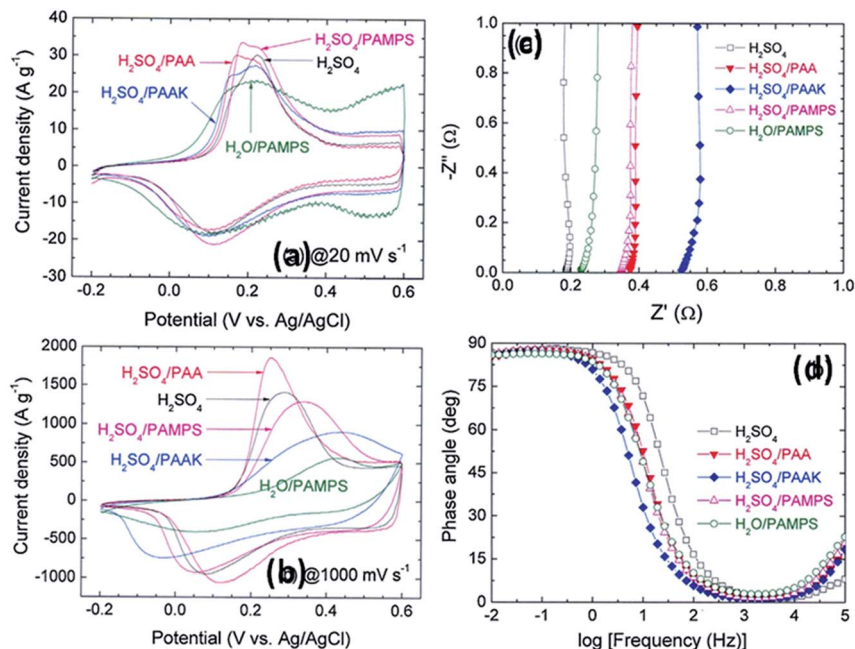 40
35
30
25
20
15
10
5
0
-5
-10
-15
-20
-25
-30
Current density (A g⁻¹)
H₂SO₄/PAMPS
H₂SO₄/PAA
H₂SO₄
H₂SO₄/PAAK
H₂O/PAMPS
(a) @20 mV s⁻¹
-0.2 0.0 0.2 0.4 0.6
Potential (V vs. Ag/AgCl)
2000
1500
1000
500
0
-500
-1000
Current density (A g⁻¹)
H₂SO₄/PAA
H₂SO₄
H₂SO₄/PAMPS
H₂SO₄/PAAK
H₂O/PAMPS
(b) @1000 mV s⁻¹
-0.2 0.0 0.2 0.4 0.6
Potential (V vs. Ag/AgCl)
1.0
0.8
0.6
0.4
0.2
0.0
-Z'' (Ω)
(c)
H₂SO₄
H₂SO₄/PAA
H₂SO₄/PAAK
H₂SO₄/PAMPS
H₂O/PAMPS
0.0 0.2 0.4 0.6 0.8 1.0
Z' (Ω)
90
75
60
45
30
15
0
Phase angle (deg)
(d)
H₂SO₄
H₂SO₄/PAA
H₂SO₄/PAAK
H₂SO₄/PAMPS
H₂O/PAMPS
-2 -1 0 1 2 3 4 5
log [Frequency (Hz)]